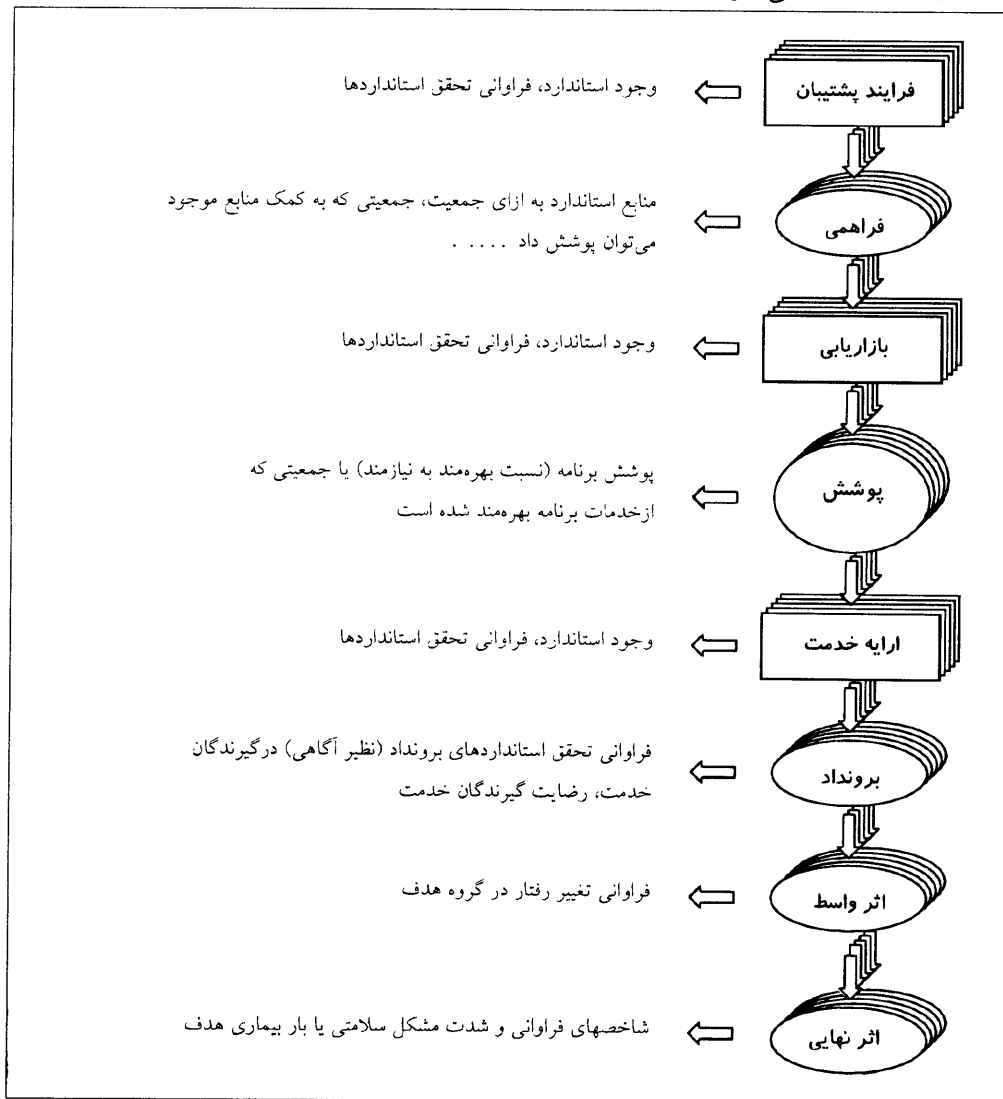 فرایند پشتیبان
وجود استاندارد، فراوانی تحقق استانداردها
فراهمی
منابع استاندارد به ازای جمعیت، جمعیتی که به کمک منابع موجود
می‌توان پوشش داد . . . . .
بازاریابی
وجود استاندارد، فراوانی تحقق استانداردها
پوشش
پوشش برنامه (نسبت بهره‌مند به نیازمند) یا جمعیتی که
ازخدمات برنامه بهره‌مند شده است
ارایه خدمت
وجود استاندارد، فراوانی تحقق استانداردها
برونداد
فراوانی تحقق استانداردهای برونداد (نظیر آگاهی) درگیرندگان
خدمت، رضایت گیرندگان خدمت
اثر واسط
فراوانی تغییر رفتار در گروه هدف
اثر نهایی
شاخصهای فراوانی و شدت مشکل سلامتی یا بار بیماری هدف